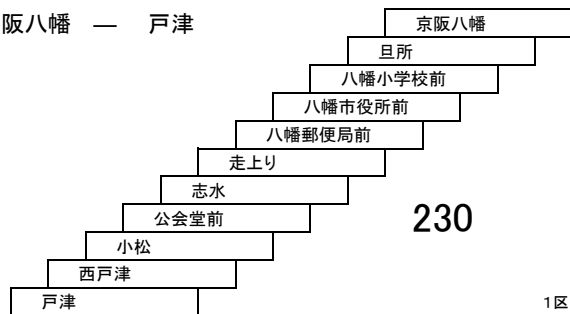 阪八幡 ― 戸津
京阪八幡
旦所
八幡小学校前
八幡市役所前
八幡郵便局前
走上り
志水
公会堂前
230
小松
西戸津
戸津
1区